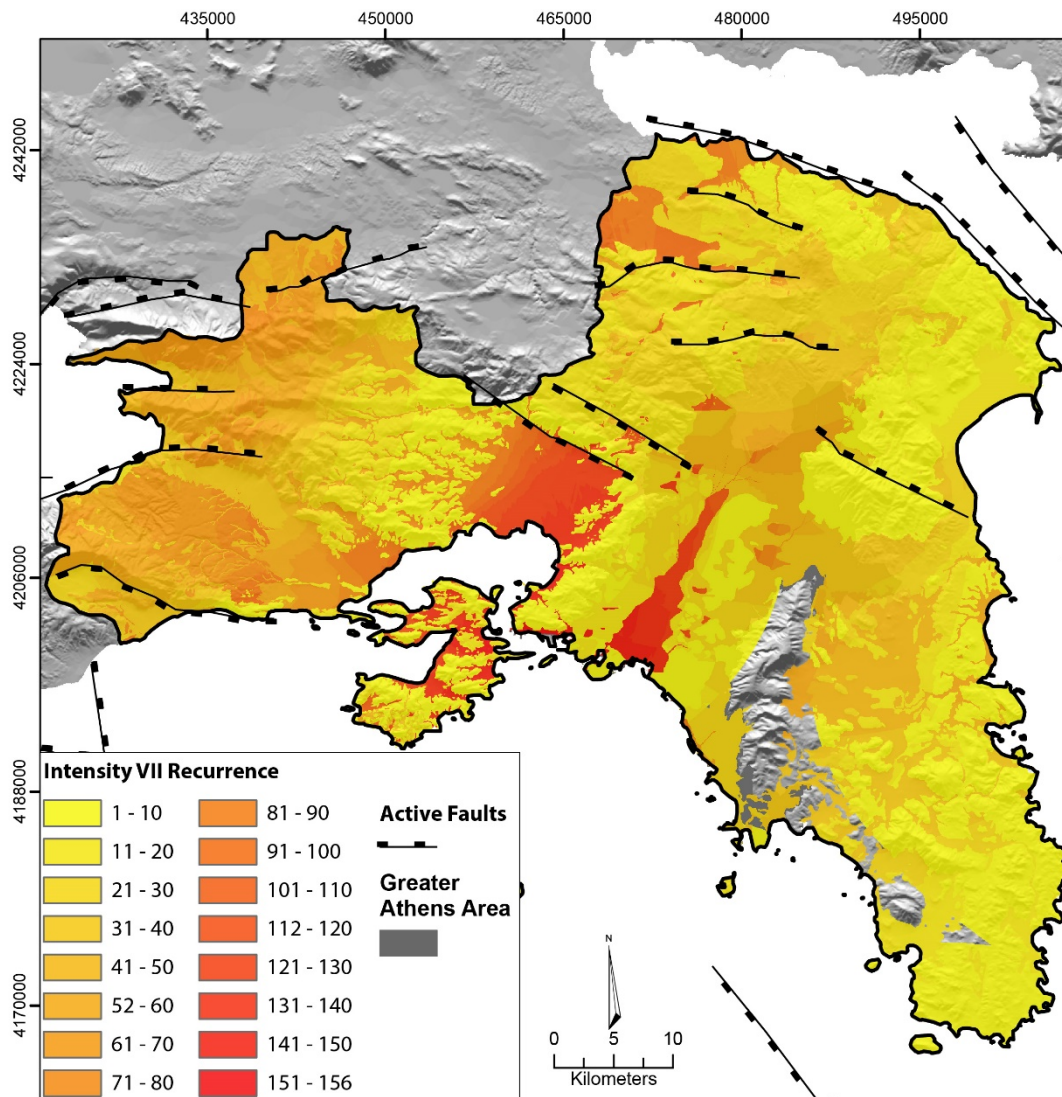 435000 450000 465000 480000 495000
4242000
4224000
4206000
4188000
4170000
Intensity VII Recurrence
1 - 10
11 - 20
21 - 30
31 - 40
41 - 50
52 - 60
61 - 70
71 - 80
81 - 90
91 - 100
101 - 110
112 - 120
121 - 130
131 - 140
141 - 150
151 - 156
Active Faults
Greater
Athens Area
N
0 5 10
Kilometers